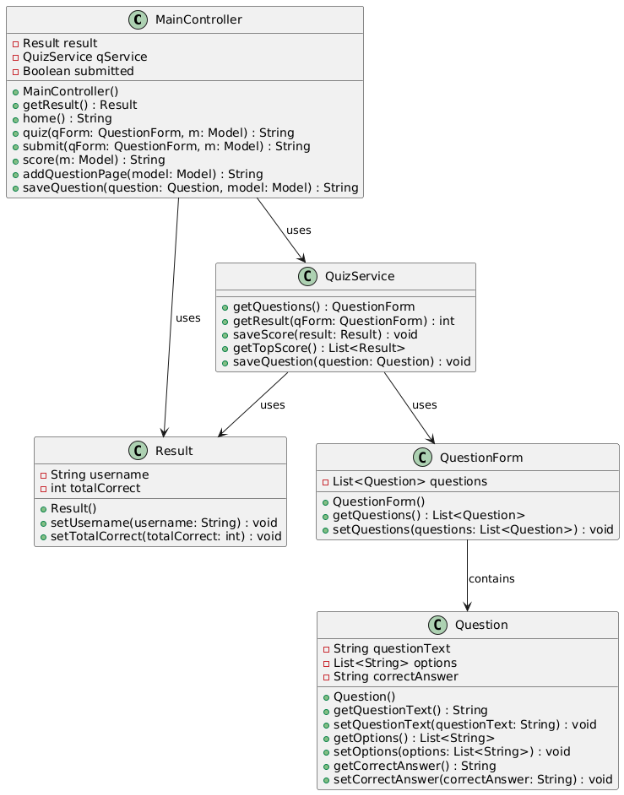 C MainController
Result result
QuizService qService
Boolean submitted
MainController()
getResult() : Result
home() : String
quiz(qForm: QuestionForm, m: Model) : String
submit(qForm: QuestionForm, m: Model) : String
score(m: Model) : String
addQuestionPage(model: Model) : String
saveQuestion(question: Question, model: Model) : String
uses
C QuizService
getQuestions() : QuestionForm
getResult(qForm: QuestionForm) : int
saveScore(result: Result) : void
getTopScore() : List<Result>
saveQuestion(question: Question) : void
uses
uses
uses
C Result
String username
int totalCorrect
Result()
setUsername(username: String) : void
setTotalCorrect(totalCorrect: int) : void
C QuestionForm
List<Question> questions
QuestionForm()
getQuestions() : List<Question>
setQuestions(questions: List<Question>) : void
contains
C Question
String questionText
List<String> options
String correctAnswer
Question()
getQuestionText() : String
setQuestionText(questionText: String) : void
getOptions() : List<String>
setOptions(options: List<String>) : void
getCorrectAnswer() : String
setCorrectAnswer(correctAnswer: String) : void